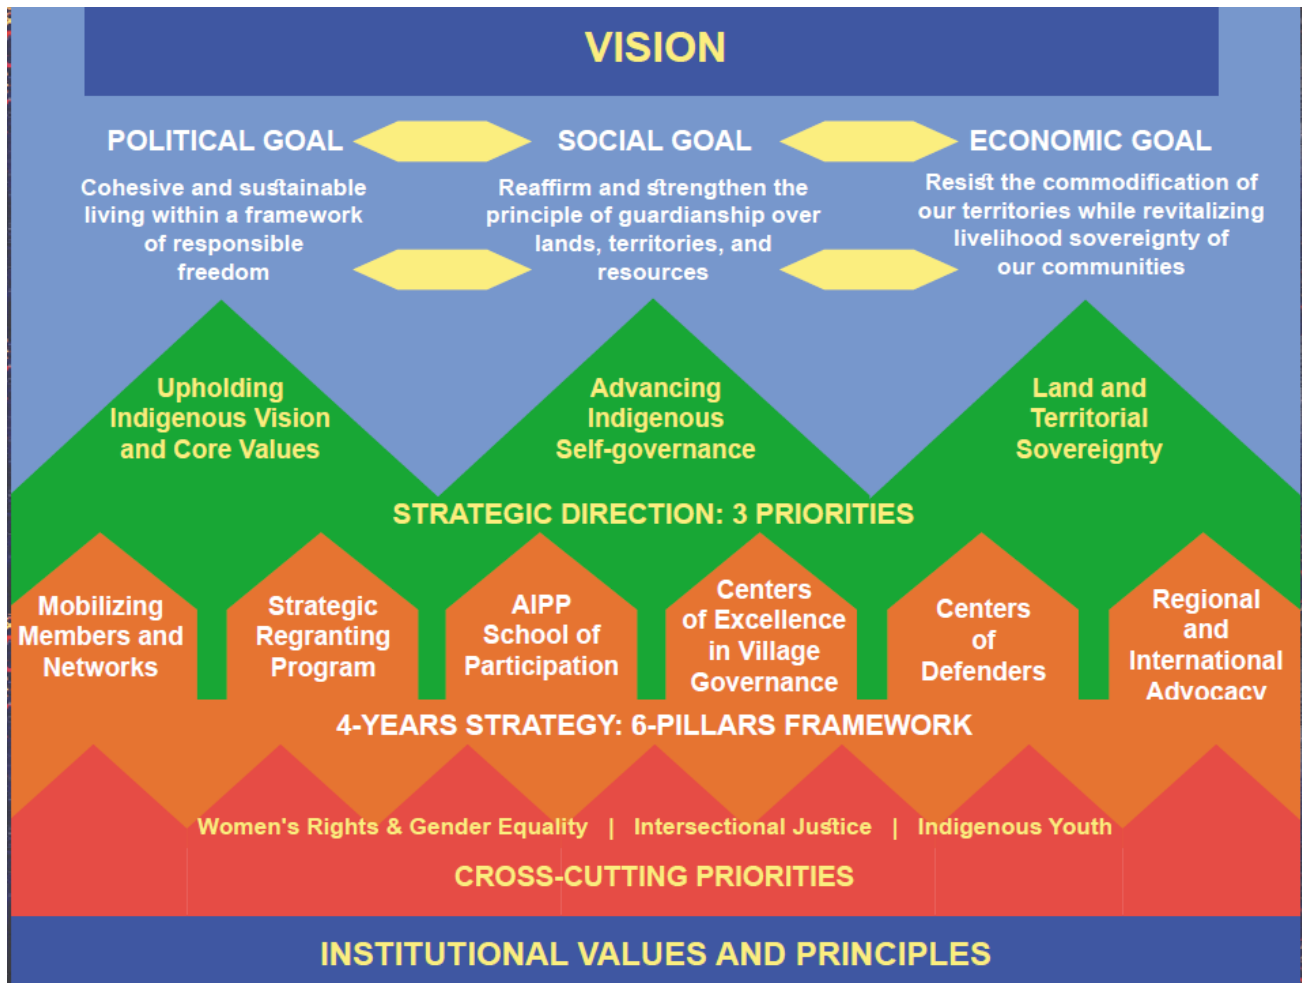 VISION
POLITICAL GOAL
Cohesive and sustainable
living within a framework
of responsible
freedom
SOCIAL GOAL
Reaffirm and strengthen the
principle of guardianship over
lands, territories, and
resources
ECONOMIC GOAL
Resist the commodification of
our territories while revitalizing
livelihood sovereignty of
our communities
Upholding
Indigenous Vision
and Core Values
Advancing
Indigenous
Self-governance
Land and
Territorial
Sovereignty
STRATEGIC DIRECTION: 3 PRIORITIES
Mobilizing
Members and
Networks
Strategic
Regranting
Program
AIPP
School of
Participation
Centers
of Excellence
in Village
Governance
Centers
of
Defenders
Regional
and
International
Advocacy
4-YEARS STRATEGY: 6-PILLARS FRAMEWORK
Women's Rights & Gender Equality | Intersectional Justice | Indigenous Youth
CROSS-CUTTING PRIORITIES
INSTITUTIONAL VALUES AND PRINCIPLES